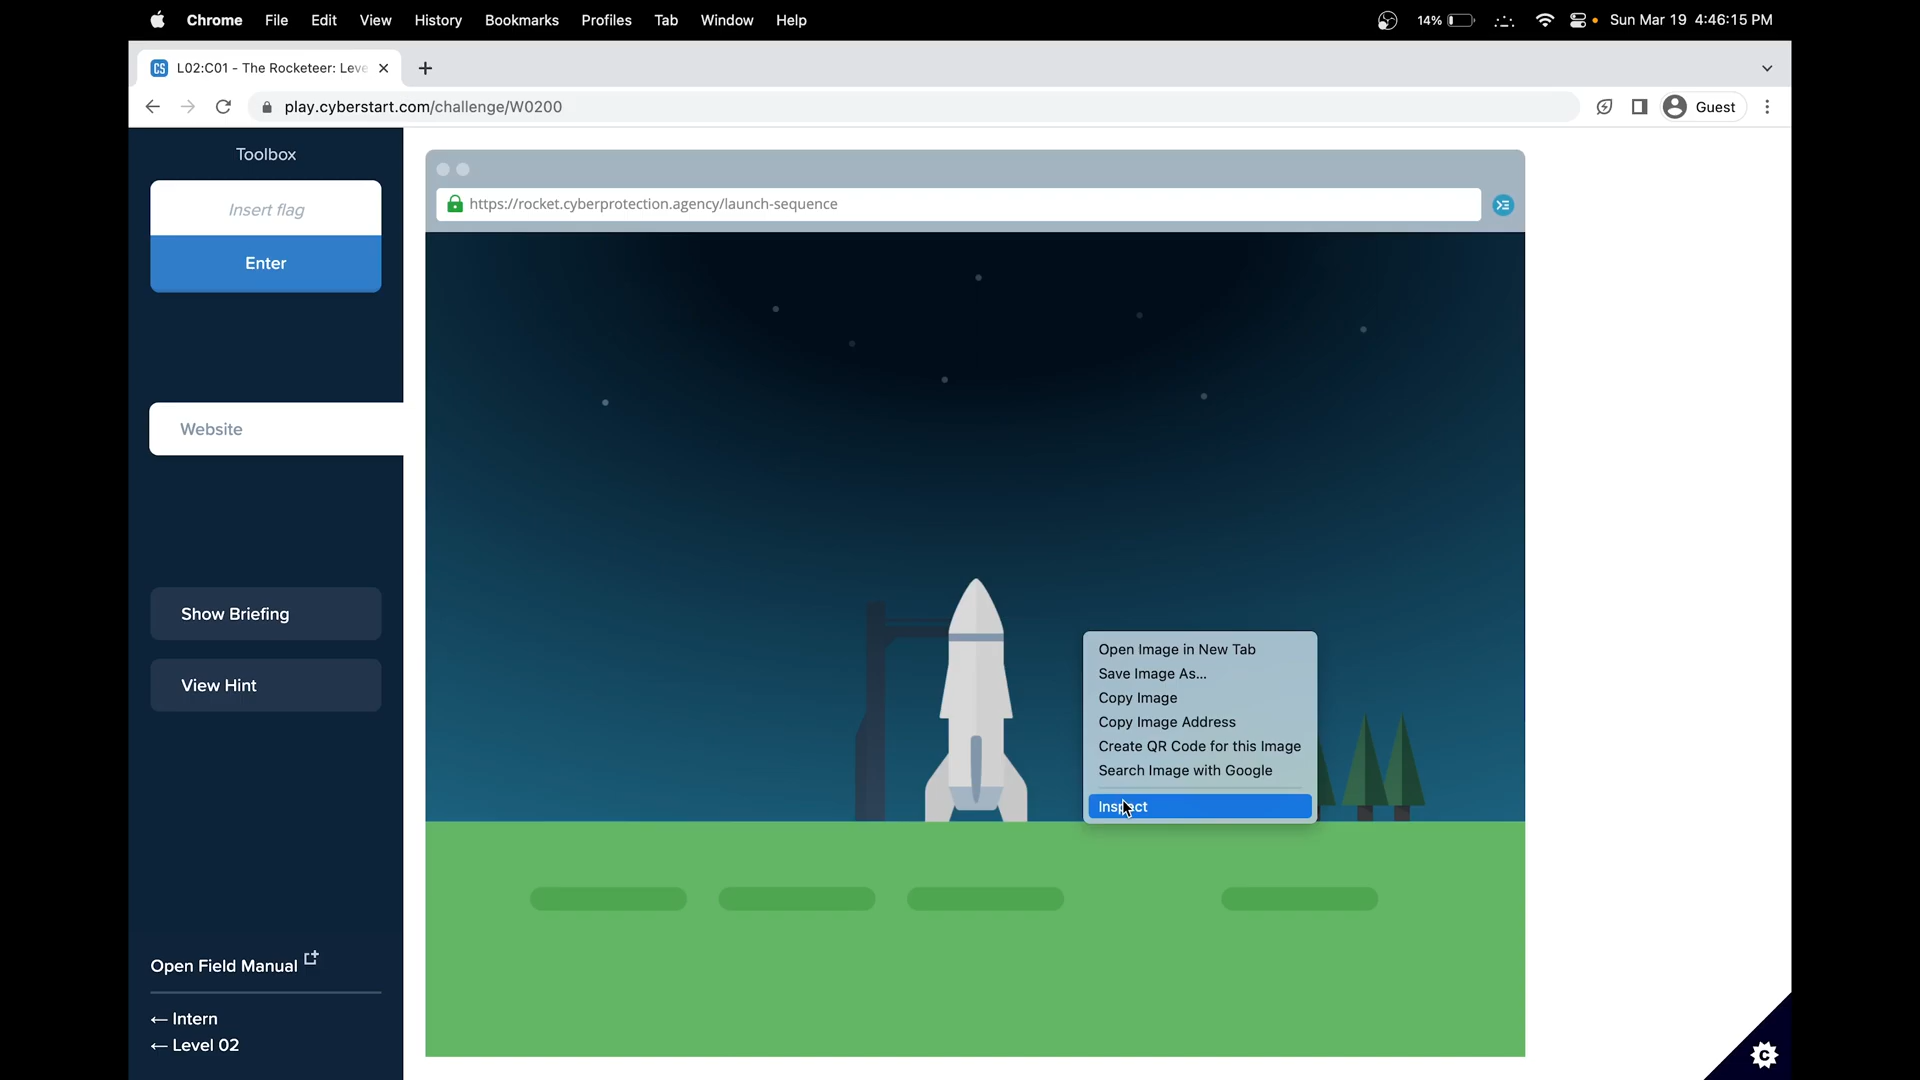 Chrome File Edit View History Bookmarks Profiles Tab Window Help 14% Sun Mar 19 4:46:15 PM
CS L02:C01 - The Rocketeer: Leve
play.cyberstart.com/challenge/W0200 Guest
Toolbox
Insert flag
Enter
Website
Show Briefing
View Hint
Open Field Manual
← Intern
← Level 02
https://rocket.cyberprotection.agency/launch-sequence
Open Image in New Tab
Save Image As...
Copy Image
Copy Image Address
Create QR Code for this Image
Search Image with Google
Inspect
C